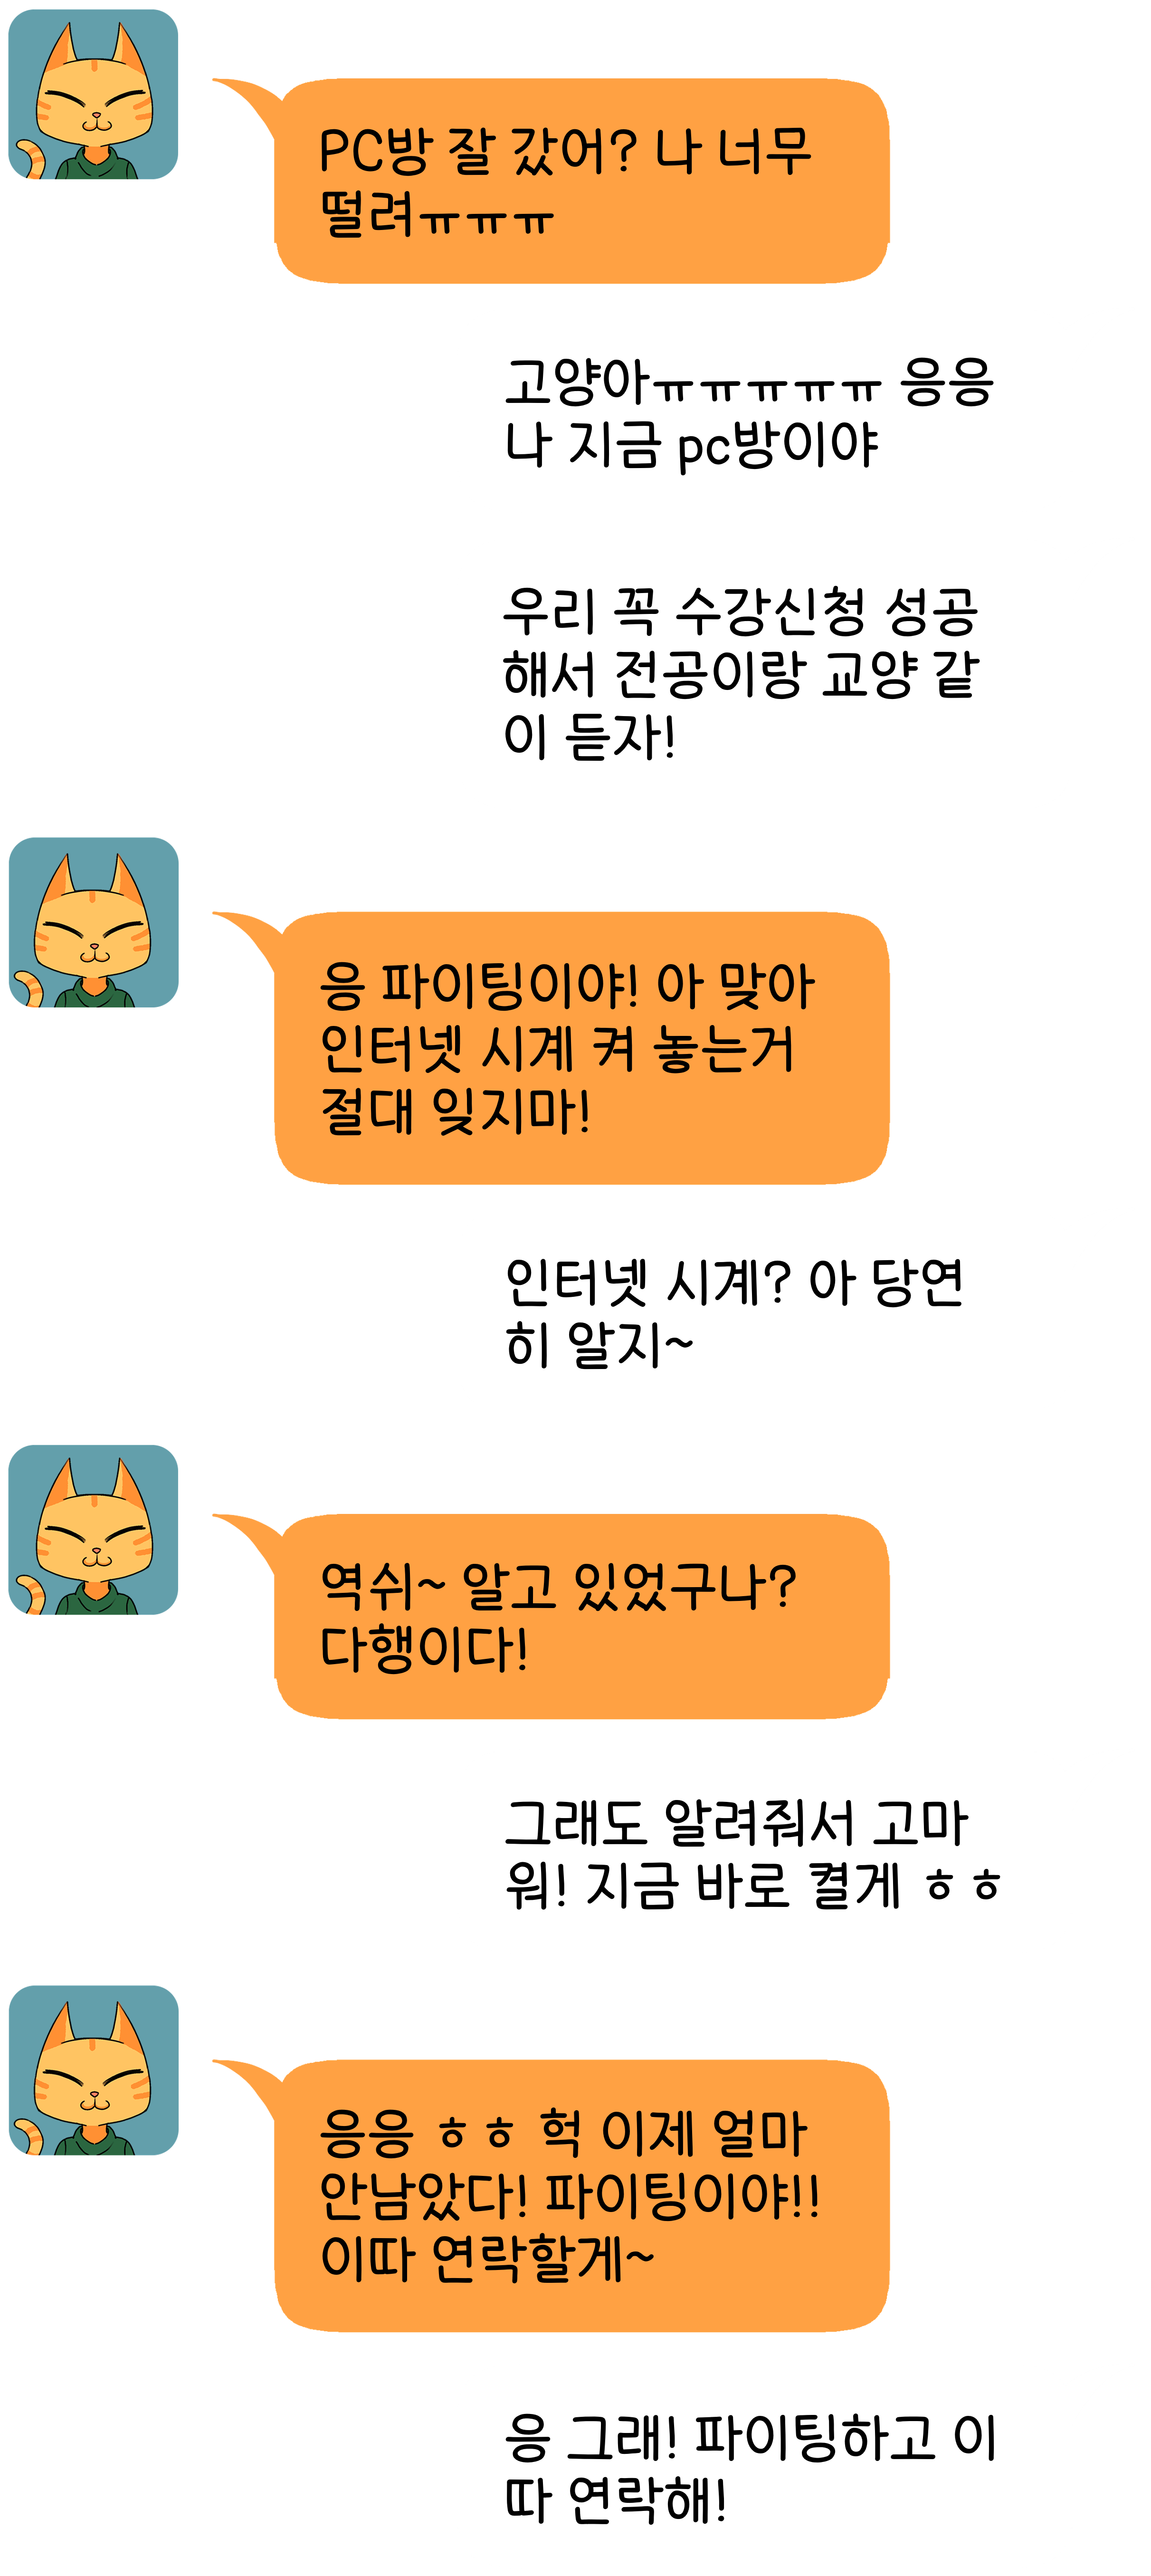 PC방 잘 갔어? 나 너무
떨려ㅠㅠㅠ
고양아ㅠㅠㅠㅠㅠ 응응
나 지금 pc방이야
우리 꼭 수강신청 성공
해서 전공이랑 교양 같
이 듣자!
응 파이팅이야! 아 맞아
인터넷 시계 켜 놓는거
절대 잊지마!
인터넷 시계? 아 당연
히 알지~
역쉬~ 알고 있었구나?
다행이다!
그래도 알려줘서 고마
워! 지금 바로 켤게 ㅎㅎ
응응 ㅎㅎ 헉 이제 얼마
안남았다! 파이팅이야!!
이따 연락할게~
응 그래! 파이팅하고 이
따 연락해!